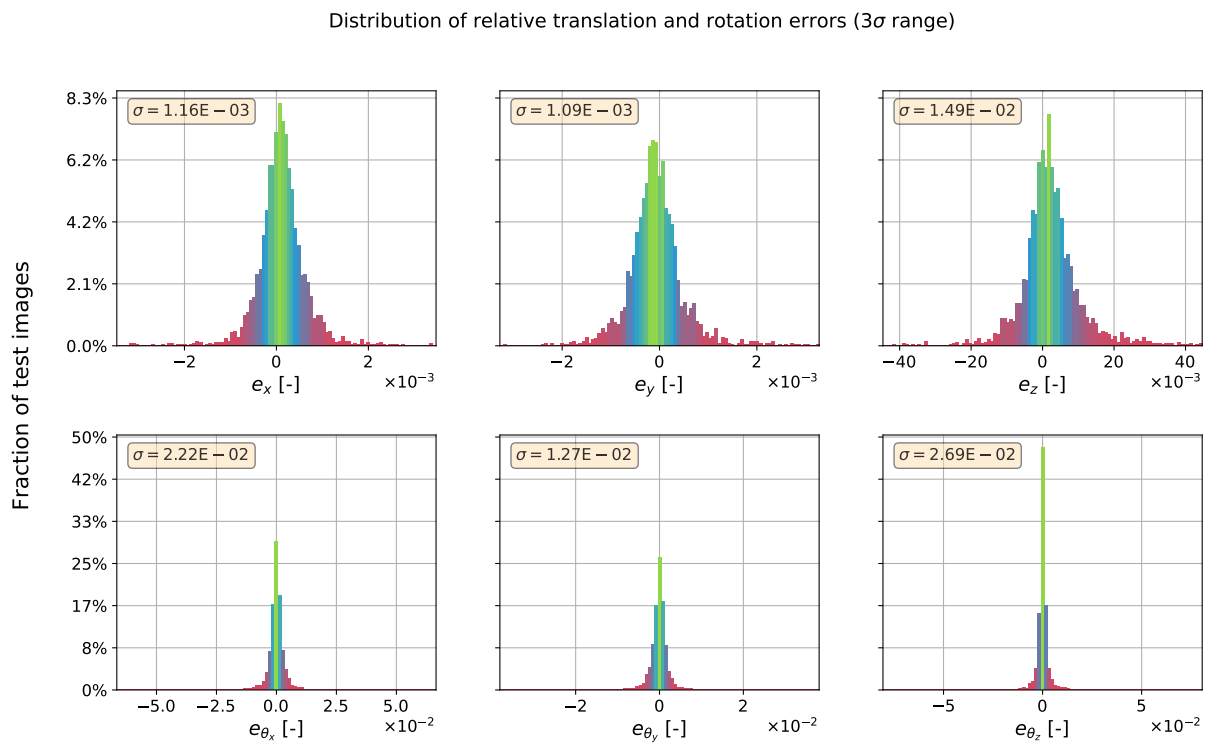 Distribution of relative translation and rotation errors (3σ range)
Fraction of test images
8.3%
6.2%
4.2%
2.1%
0.0%
σ = 1.16E − 03
−2 0 2
×10⁻³
eₓ [-]
σ = 1.09E − 03
−2 0 2
×10⁻³
e_y [-]
σ = 1.49E − 02
−40 −20 0 20 40
×10⁻³
e_z [-]
50%
42%
33%
25%
17%
8%
0%
σ = 2.22E − 02
−5.0 −2.5 0 2.5 5.0
×10⁻²
e_θₓ [-]
σ = 1.27E − 02
−2 0 2
×10⁻²
e_θ_y [-]
σ = 2.69E − 02
−5 0 5
×10⁻²
e_θ_z [-]